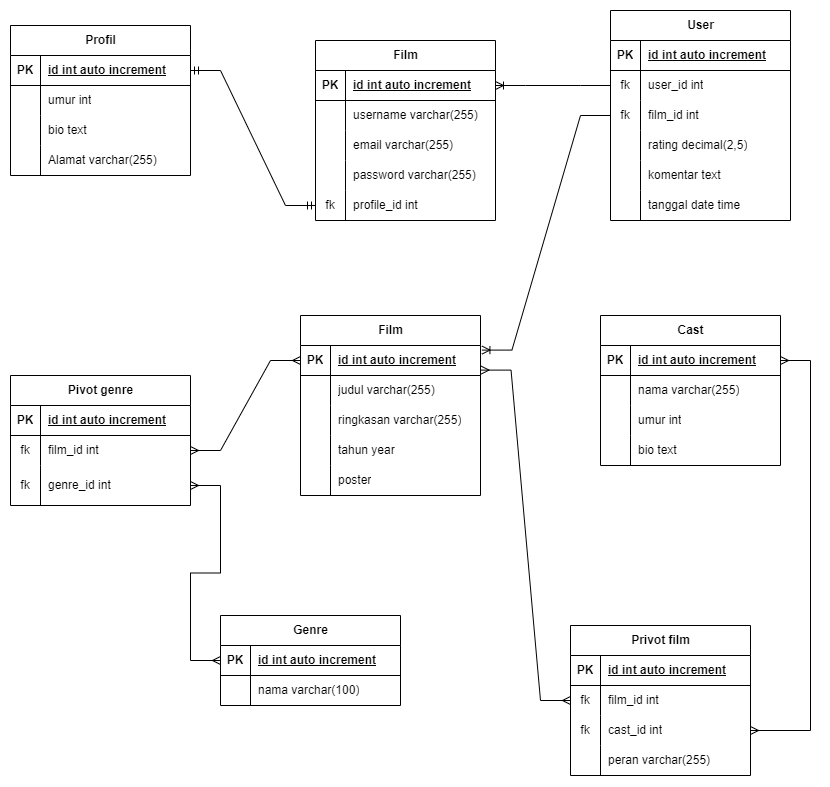 Profil
PK id int auto increment
umur int
bio text
Alamat varchar(255)
Film
PK id int auto increment
username varchar(255)
email varchar(255)
password varchar(255)
fk profile_id int
User
PK id int auto increment
fk user_id int
fk film_id int
rating decimal(2,5)
komentar text
tanggal date time
Pivot genre
PK id int auto increment
fk film_id int
fk genre_id int
Film
PK id int auto increment
judul varchar(255)
ringkasan varchar(255)
tahun year
poster
Cast
PK id int auto increment
nama varchar(255)
umur int
bio text
Genre
PK id int auto increment
nama varchar(100)
Privot film
PK id int auto increment
fk film_id int
fk cast_id int
peran varchar(255)